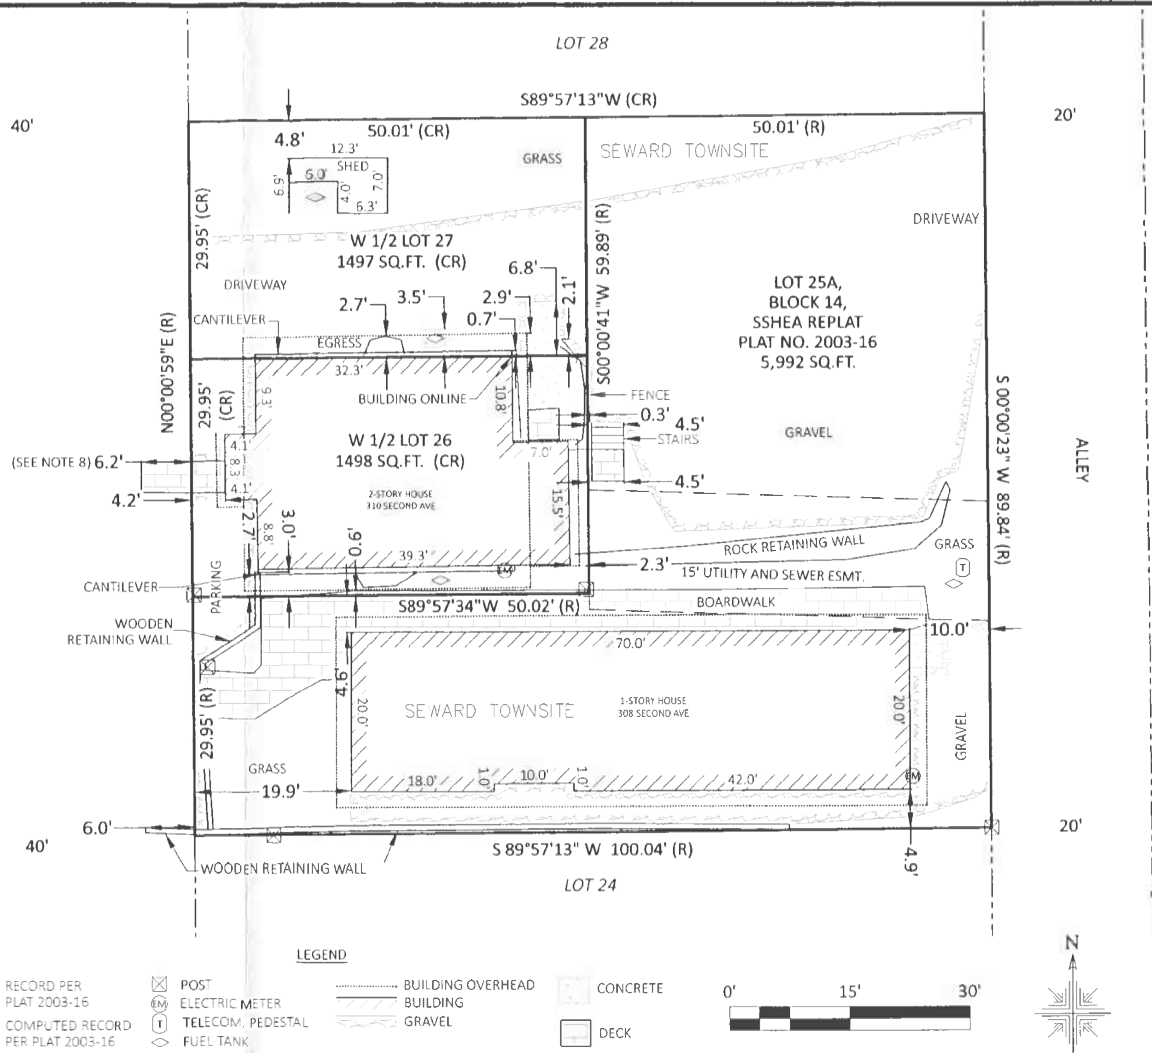 LOT 28
S89°57'13"W (CR)
40'
20'
4.8'
50.01' (CR)
50.01' (R)
12.3'
SHED
GRASS
SEWARD TOWNSITE
6.0'
9.9'
4.0'
7.0'
6.3'
29.95' (CR)
S00°00'41"W 59.89' (R)
DRIVEWAY
W 1/2 LOT 27
1497 SQ.FT. (CR)
6.8'
2.1'
LOT 25A,
BLOCK 14,
SSHEA REPLAT
PLAT NO. 2003-16
5,992 SQ.FT.
DRIVEWAY
2.7'
3.5'
2.9'
0.7'
CANTILEVER
EGRESS
N00°00'59"E (R)
32.3'
29.95'
(CR)
9.3'
BUILDING ONLINE
10.8'
FENCE
0.3'
4.5'
STAIRS
GRAVEL
S 00°00'23" W 89.84' (R)
ALLEY
W 1/2 LOT 26
1498 SQ.FT. (CR)
4.1'
8.3'
4.1'
7.0'
(SEE NOTE 8) 6.2'
4.2'
4.5'
2-STORY HOUSE
310 SECOND AVE
15.5'
2.7'
8.8'
3.0'
0.6'
39.3'
EM
2.3'
ROCK RETAINING WALL
GRASS
T
15' UTILITY AND SEWER ESMT.
CANTILEVER
PARKING
S89°57'34"W 50.02' (R)
BOARDWALK
WOODEN
RETAINING WALL
10.0'
70.0'
4.6'
20.0'
SEWARD TOWNSITE
1-STORY HOUSE
308 SECOND AVE
20.0'
29.95' (R)
GRAVEL
GRASS
19.9'
18.0'
1.0'
10.0'
1.0'
42.0'
EM
6.0'
40'
20'
S 89°57'13" W 100.04' (R)
4.9'
WOODEN RETAINING WALL
LOT 24
LEGEND
RECORD PER
PLAT 2003-16
COMPUTED RECORD
PER PLAT 2003-16
POST
EM ELECTRIC METER
T TELECOM. PEDESTAL
FUEL TANK
BUILDING OVERHEAD
BUILDING
GRAVEL
CONCRETE
DECK
0' 15' 30'
N